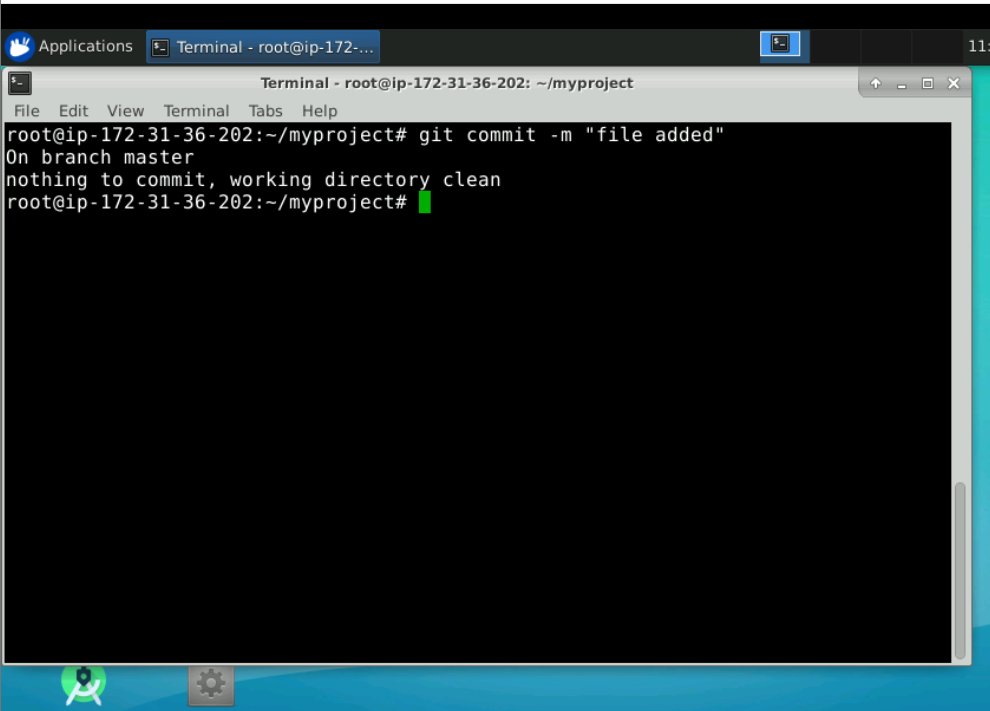 Applications Terminal - root@ip-172-... 11:
Terminal - root@ip-172-31-36-202: ~/myproject
File Edit View Terminal Tabs Help
root@ip-172-31-36-202:~/myproject# git commit -m "file added"
On branch master
nothing to commit, working directory clean
root@ip-172-31-36-202:~/myproject#